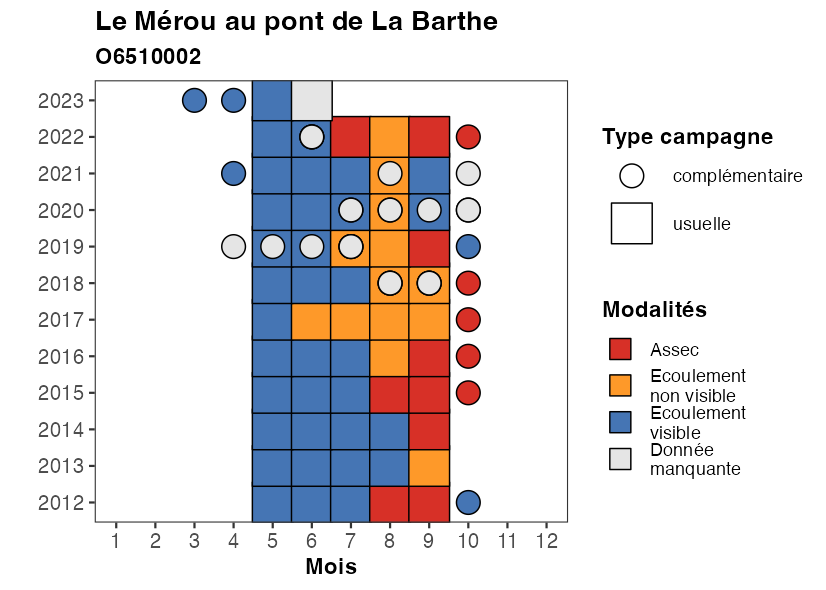 Le Mérou au pont de La Barthe
O6510002
2023
2022
2021
2020
2019
2018
2017
2016
2015
2014
2013
2012
1 2 3 4 5 6 7 8 9 10 11 12
Mois
Type campagne
complémentaire
usuelle
Modalités
Assec
Ecoulement
non visible
Ecoulement
visible
Donnée
manquante